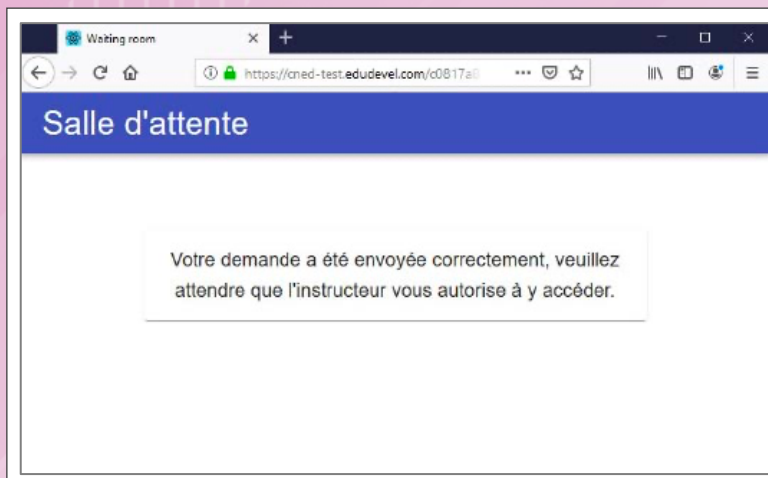 Waiting room
https://cned-test.edudevel.com/c0817a8
Salle d'attente
Votre demande a été envoyée correctement, veuillez
attendre que l'instructeur vous autorise à y accéder.